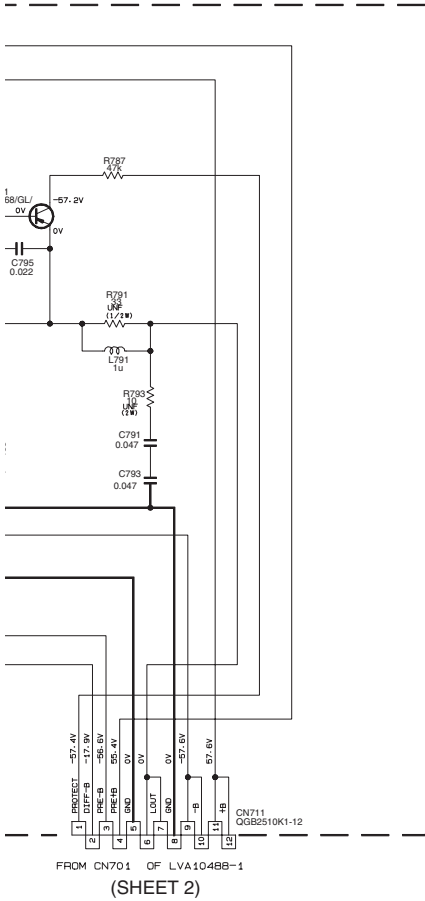 R787
47k
1
68/GL/
0V
-57.2V
0V
C795
0.022
R791
33
UNF
(1/2W)
L791
1u
R793
10
UNF
(2W)
C791
0.047
C793
0.047
-57.4V
-17.9V
-56.6V
55.4V
0V
0V
0V
-57.6V
57.6V
PROTECT
DIFF-B
PRE-B
PRE+B
GND
LOUT
GND
-B
+B
CN711
QGB2510K1-12
1
2
3
4
5
6
7
8
9
10
11
12
FROM CN701 OF LVA10488-1
(SHEET 2)